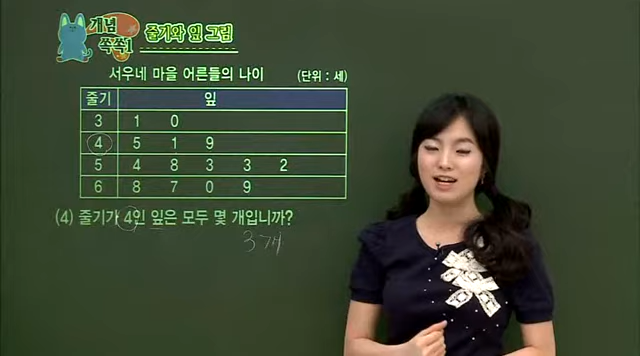 개념
쏙쏙1
줄기와 잎 그림
서우네 마을 어른들의 나이 (단위 : 세)
줄기 잎
3 1 0
4 5 1 9
5 4 8 3 3 2
6 8 7 0 9
(4) 줄기가 4인 잎은 모두 몇 개입니까?
3개